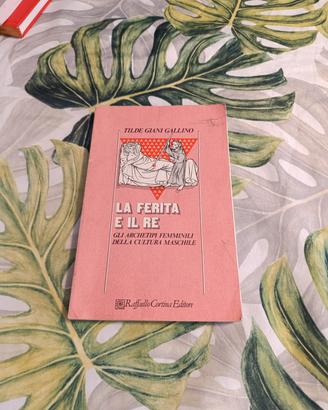 TILDE GIANI GALLINO
LA FERITA
E IL RE
GLI ARCHETIPI FEMMINILI
DELLA CULTURA MASCHILE
Raffaello Cortina Editore